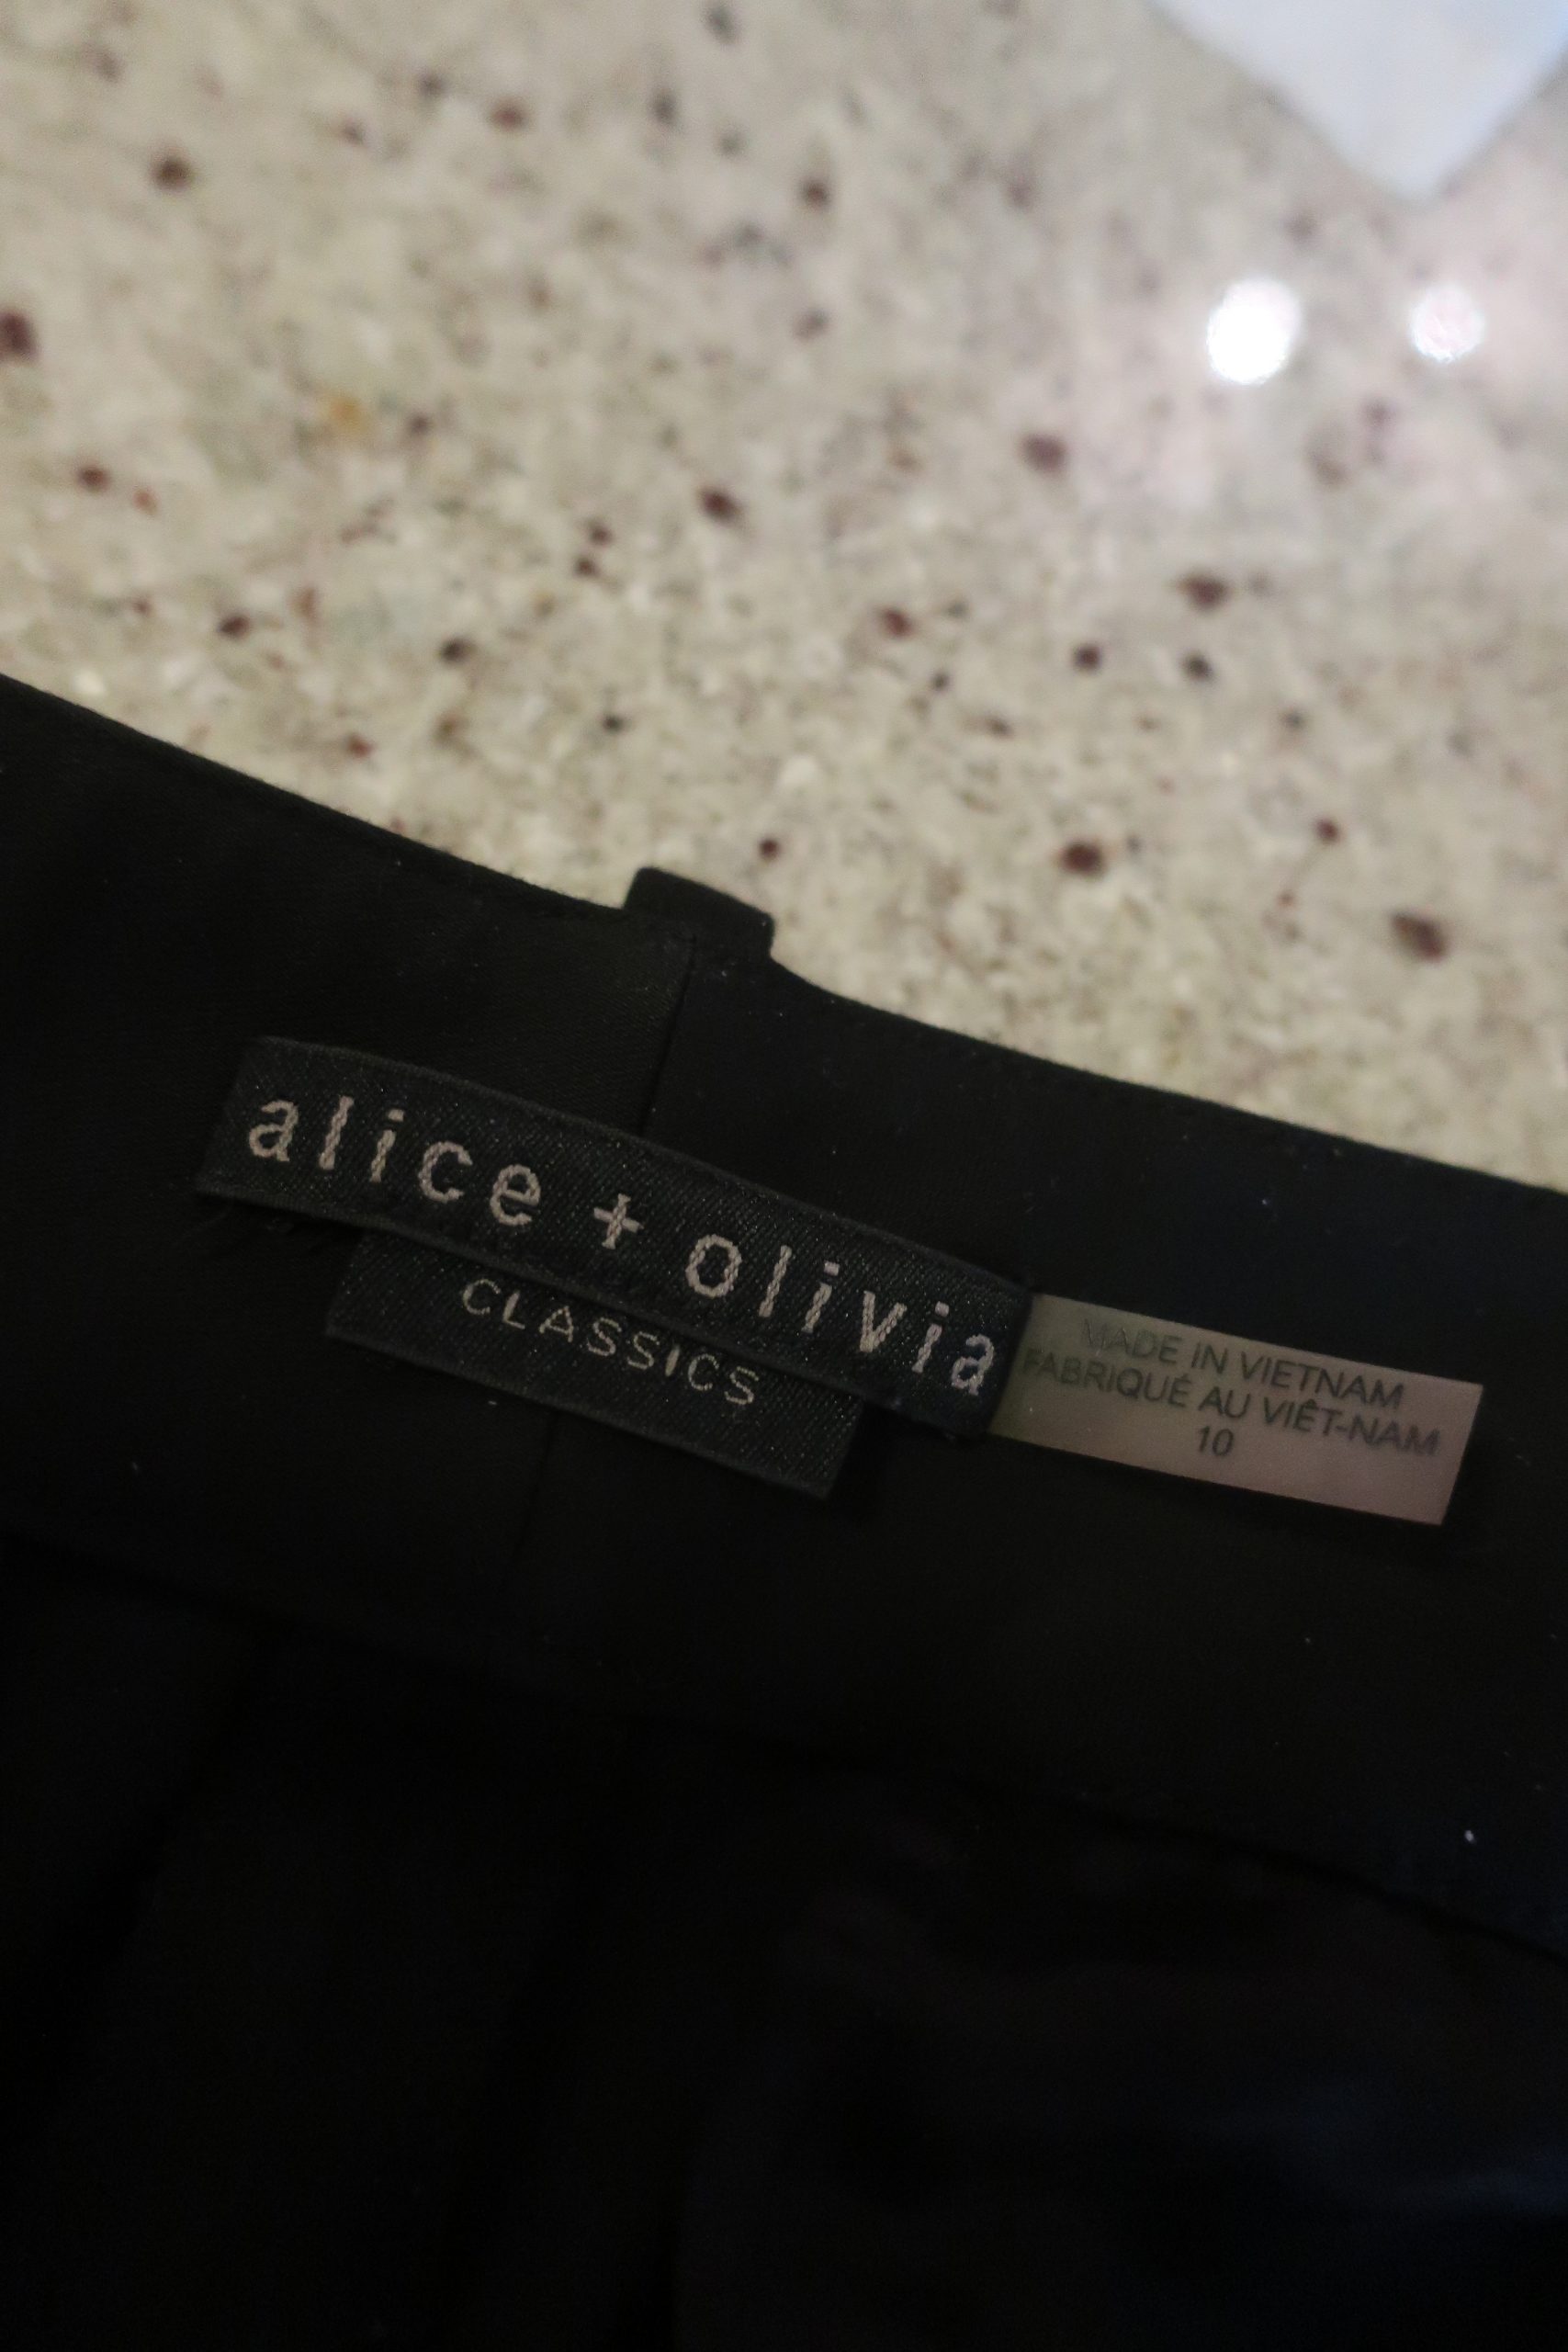 alice + olivia
CLASSICS
MADE IN VIETNAM
FABRIQUÉ AU VIÊT-NAM
10